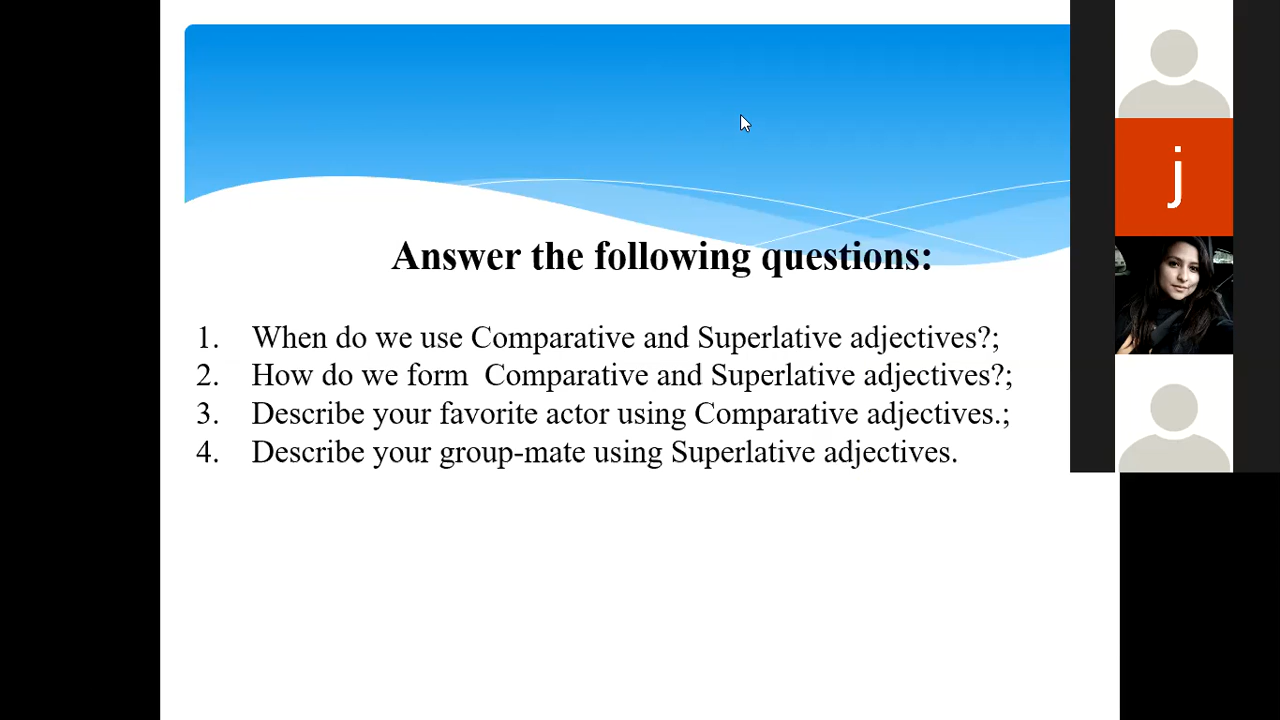 Answer the following questions:
1. When do we use Comparative and Superlative adjectives?;
2. How do we form  Comparative and Superlative adjectives?;
3. Describe your favorite actor using Comparative adjectives.;
4. Describe your group-mate using Superlative adjectives.
j